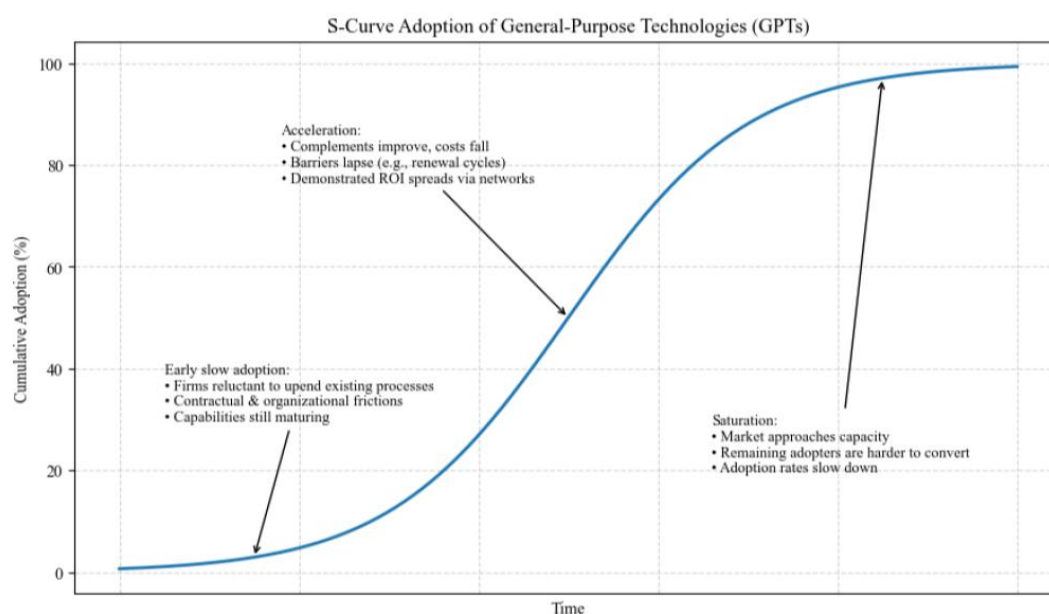 S-Curve Adoption of General-Purpose Technologies (GPTs)
100
80
60
40
20
0
Cumulative Adoption (%)
Acceleration:
• Complements improve, costs fall
• Barriers lapse (e.g., renewal cycles)
• Demonstrated ROI spreads via networks
Early slow adoption:
• Firms reluctant to upend existing processes
• Contractual & organizational frictions
• Capabilities still maturing
Saturation:
• Market approaches capacity
• Remaining adopters are harder to convert
• Adoption rates slow down
Time